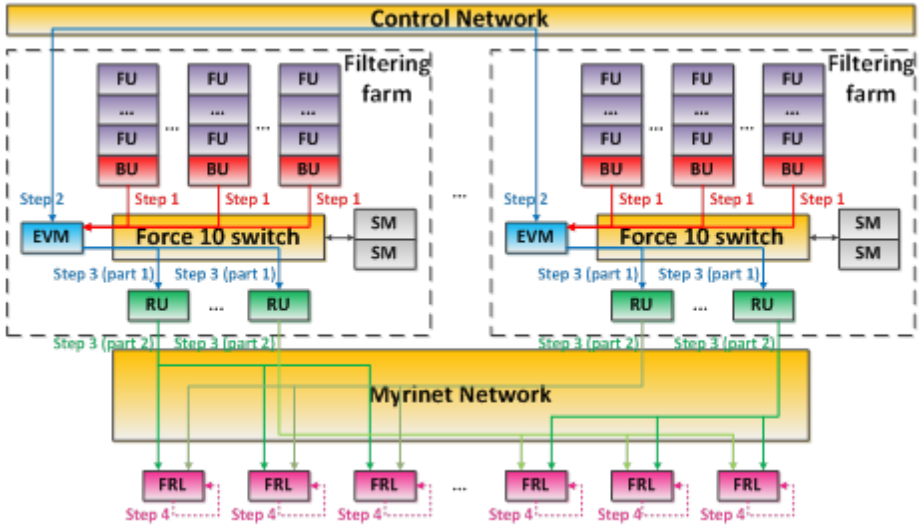 Control Network
Filtering
farm
Filtering
farm
FU FU FU FU FU FU
... ... ... ... ... ...
FU ... FU ... FU FU ... FU ... FU
BU BU BU BU BU BU
Step 2 Step 1 Step 1 Step 1 ... Step 2 Step 1 Step 1 Step 1
EVM Force 10 switch SM EVM Force 10 switch SM
SM SM
Step 3 (part 1) Step 3 (part 1) Step 3 (part 1) Step 3 (part 1)
RU ... RU RU ... RU
Step 3 (part 2) Step 3 (part 2) Step 3 (part 2) Step 3 (part 2)
Myrinet Network
FRL FRL FRL ... FRL FRL FRL
Step 4 Step 4 Step 4 Step 4 Step 4 Step 4